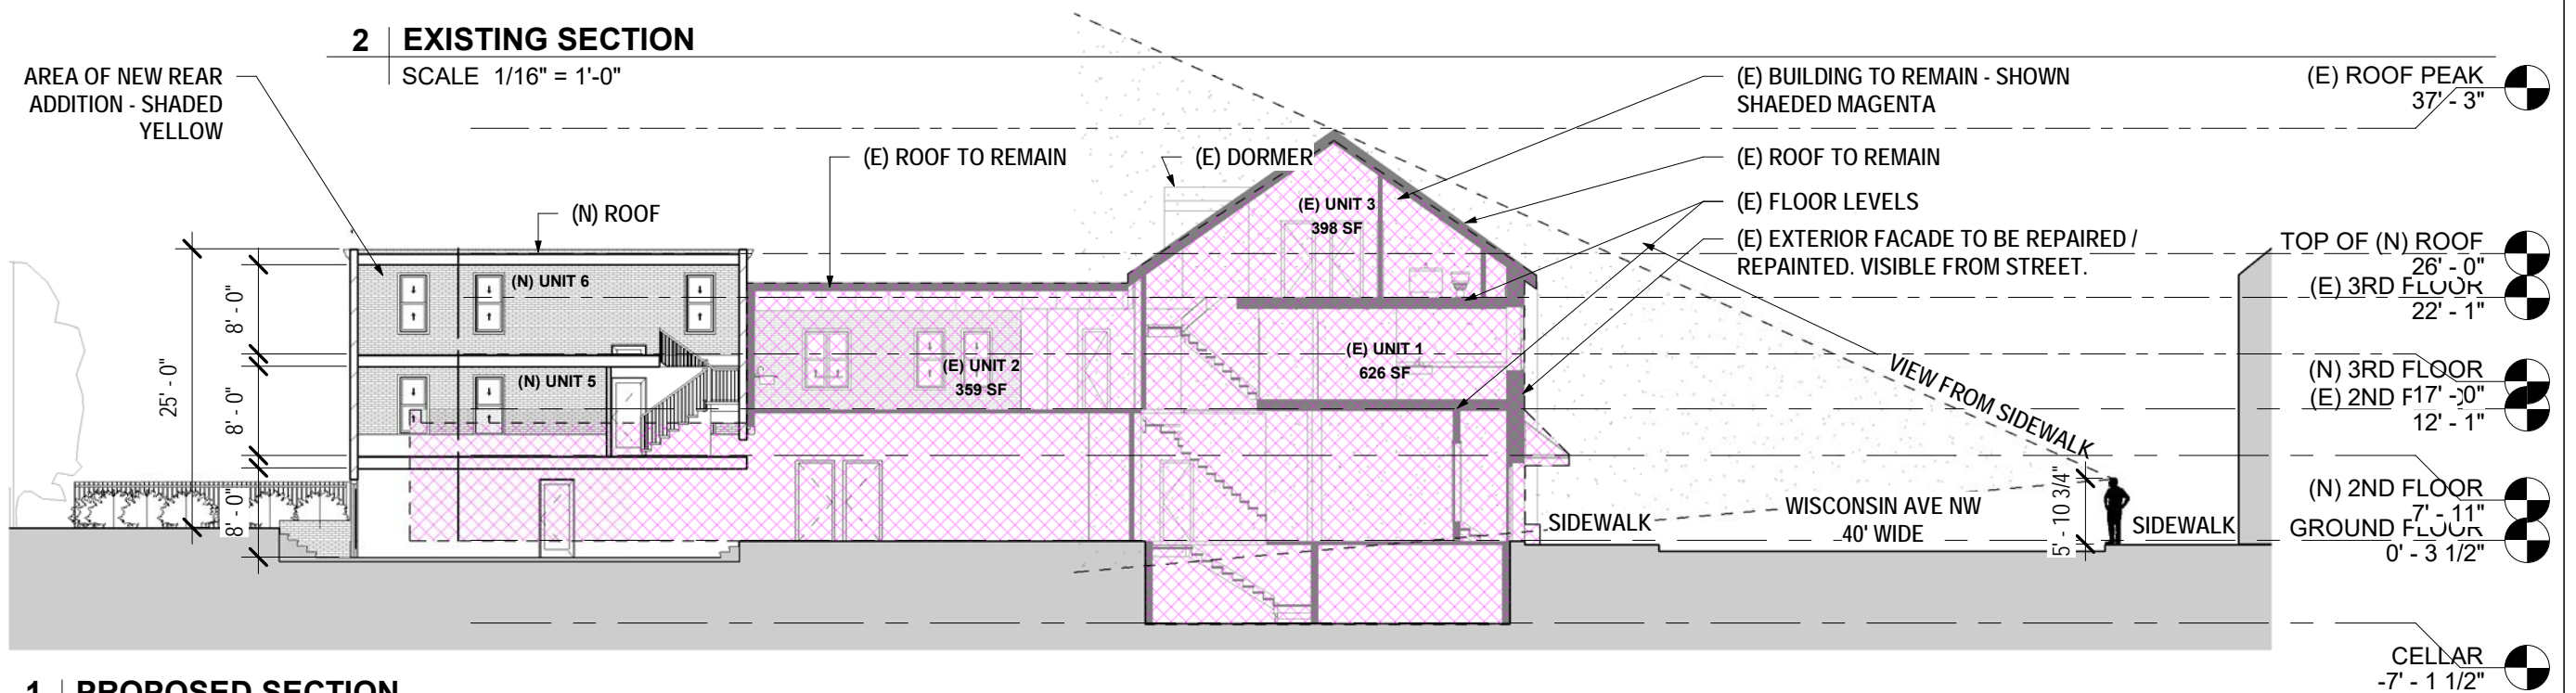 2 EXISTING SECTION
SCALE 1/16" = 1'-0"
AREA OF NEW REAR
ADDITION - SHADED
YELLOW
(N) ROOF
(E) ROOF TO REMAIN
(E) DORMER
(E) BUILDING TO REMAIN - SHOWN
SHAEDED MAGENTA
(E) ROOF TO REMAIN
(E) FLOOR LEVELS
(E) EXTERIOR FACADE TO BE REPAIRED /
REPAINTED. VISIBLE FROM STREET.
(E) ROOF PEAK
37' - 3"
TOP OF (N) ROOF
26' - 0"
(E) 3RD FLOOR
22' - 1"
(N) 3RD FLOOR
17' - 0"
(E) 2ND F
12' - 1"
(N) 2ND FLOOR
7' - 11"
GROUND FLOOR
0' - 3 1/2"
CELLAR
-7' - 1 1/2"
(E) UNIT 3
398 SF
(N) UNIT 6
(N) UNIT 5
(E) UNIT 2
359 SF
(E) UNIT 1
626 SF
25' - 0"
8' - 0"
8' - 0"
8' - 0"
VIEW FROM SIDEWALK
SIDEWALK
WISCONSIN AVE NW
40' WIDE
5' - 10 3/4"
SIDEWALK
1 PROPOSED SECTION